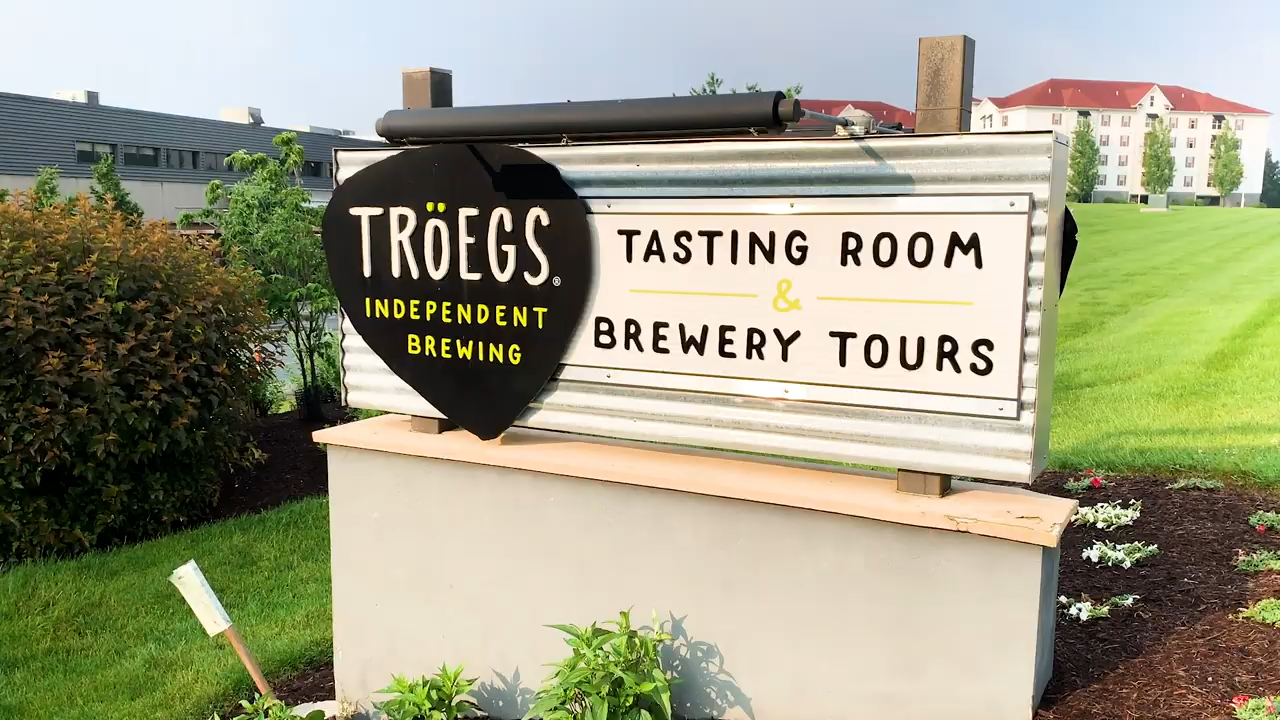 TRÖEGS®
INDEPENDENT
BREWING
TASTING ROOM
&
BREWERY TOURS